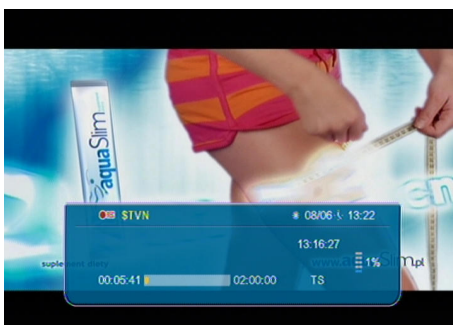 aquaSlim
$TVN
08/06
13:22
13:16:27
suplement diety
www.aquaSlim.pl
1%
00:05:41
02:00:00
TS